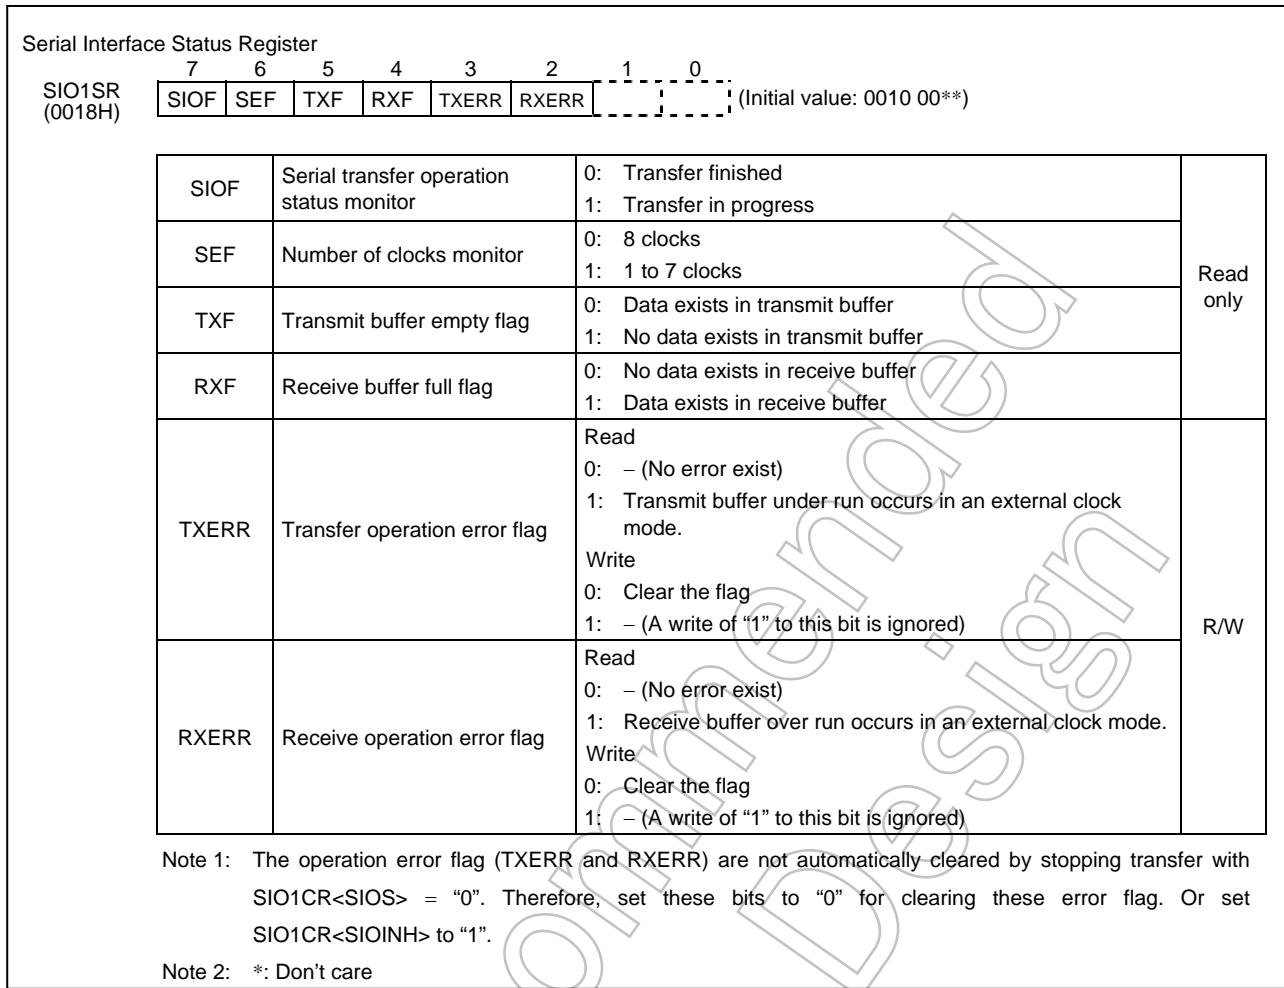 Serial Interface Status Register
7 6 5 4 3 2 1 0
SIO1SR
(0018H)
SIOF SEF TXF RXF TXERR RXERR (Initial value: 0010 00**)
SIOF
Serial transfer operation
status monitor
0: Transfer finished
1: Transfer in progress
SEF
Number of clocks monitor
0: 8 clocks
1: 1 to 7 clocks
TXF
Transmit buffer empty flag
0: Data exists in transmit buffer
1: No data exists in transmit buffer
RXF
Receive buffer full flag
0: No data exists in receive buffer
1: Data exists in receive buffer
Read
only
TXERR
Transfer operation error flag
Read
0: – (No error exist)
1: Transmit buffer under run occurs in an external clock
mode.
Write
0: Clear the flag
1: – (A write of “1” to this bit is ignored)
RXERR
Receive operation error flag
Read
0: – (No error exist)
1: Receive buffer over run occurs in an external clock mode.
Write
0: Clear the flag
1: – (A write of “1” to this bit is ignored)
R/W
Note 1: The operation error flag (TXERR and RXERR) are not automatically cleared by stopping transfer with
SIO1CR<SIOS> = “0”. Therefore, set these bits to “0” for clearing these error flag. Or set
SIO1CR<SIOINH> to “1”.
Note 2: *: Don’t care
ommended
Design